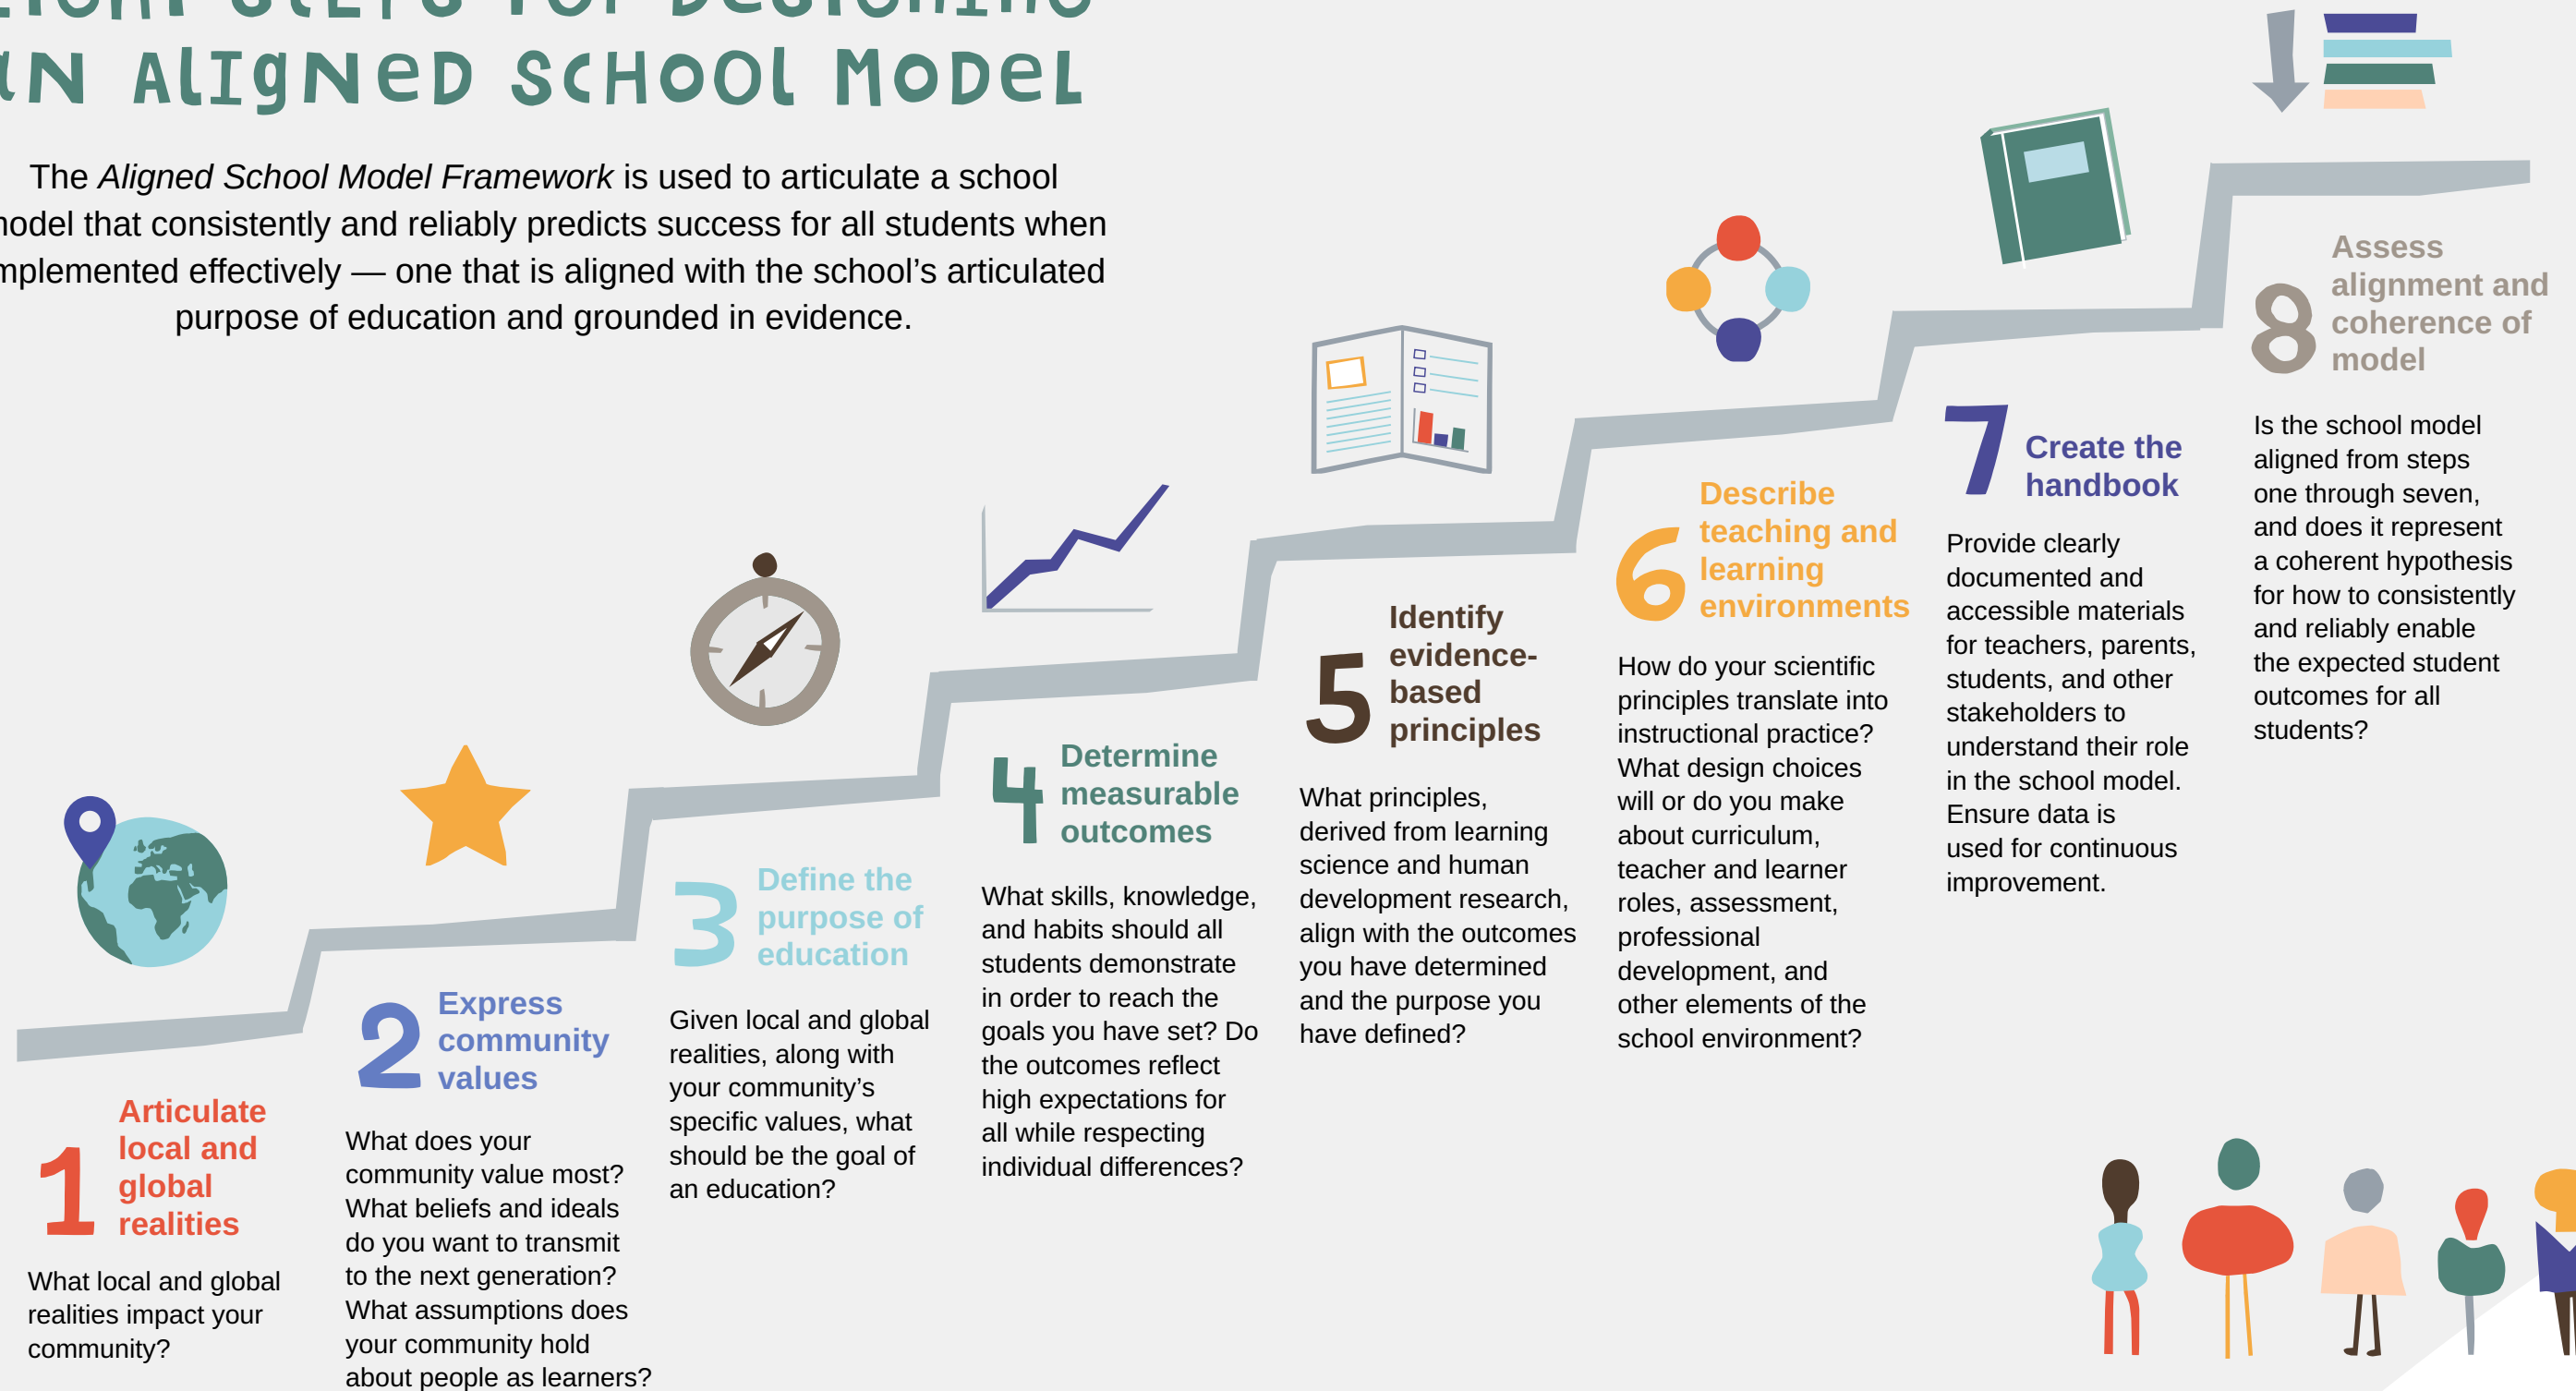 EIGHT STEPS FOR DESIGNING
AN ALIGNED SCHOOL MODEL
The Aligned School Model Framework is used to articulate a school
model that consistently and reliably predicts success for all students when
implemented effectively — one that is aligned with the school’s articulated
purpose of education and grounded in evidence.
1
Articulate
local and
global
realities
What local and global
realities impact your
community?
2
Express
community
values
What does your
community value most?
What beliefs and ideals
do you want to transmit
to the next generation?
What assumptions does
your community hold
about people as learners?
3
Define the
purpose of
education
Given local and global
realities, along with
your community’s
specific values, what
should be the goal of
an education?
4
Determine
measurable
outcomes
What skills, knowledge,
and habits should all
students demonstrate
in order to reach the
goals you have set? Do
the outcomes reflect
high expectations for
all while respecting
individual differences?
5
Identify
evidence-
based
principles
What principles,
derived from learning
science and human
development research,
align with the outcomes
you have determined
and the purpose you
have defined?
6
Describe
teaching and
learning
environments
How do your scientific
principles translate into
instructional practice?
What design choices
will or do you make
about curriculum,
teacher and learner
roles, assessment,
professional
development, and
other elements of the
school environment?
7
Create the
handbook
Provide clearly
documented and
accessible materials
for teachers, parents,
students, and other
stakeholders to
understand their role
in the school model.
Ensure data is
used for continuous
improvement.
8
Assess
alignment and
coherence of
model
Is the school model
aligned from steps
one through seven,
and does it represent
a coherent hypothesis
for how to consistently
and reliably enable
the expected student
outcomes for all
students?